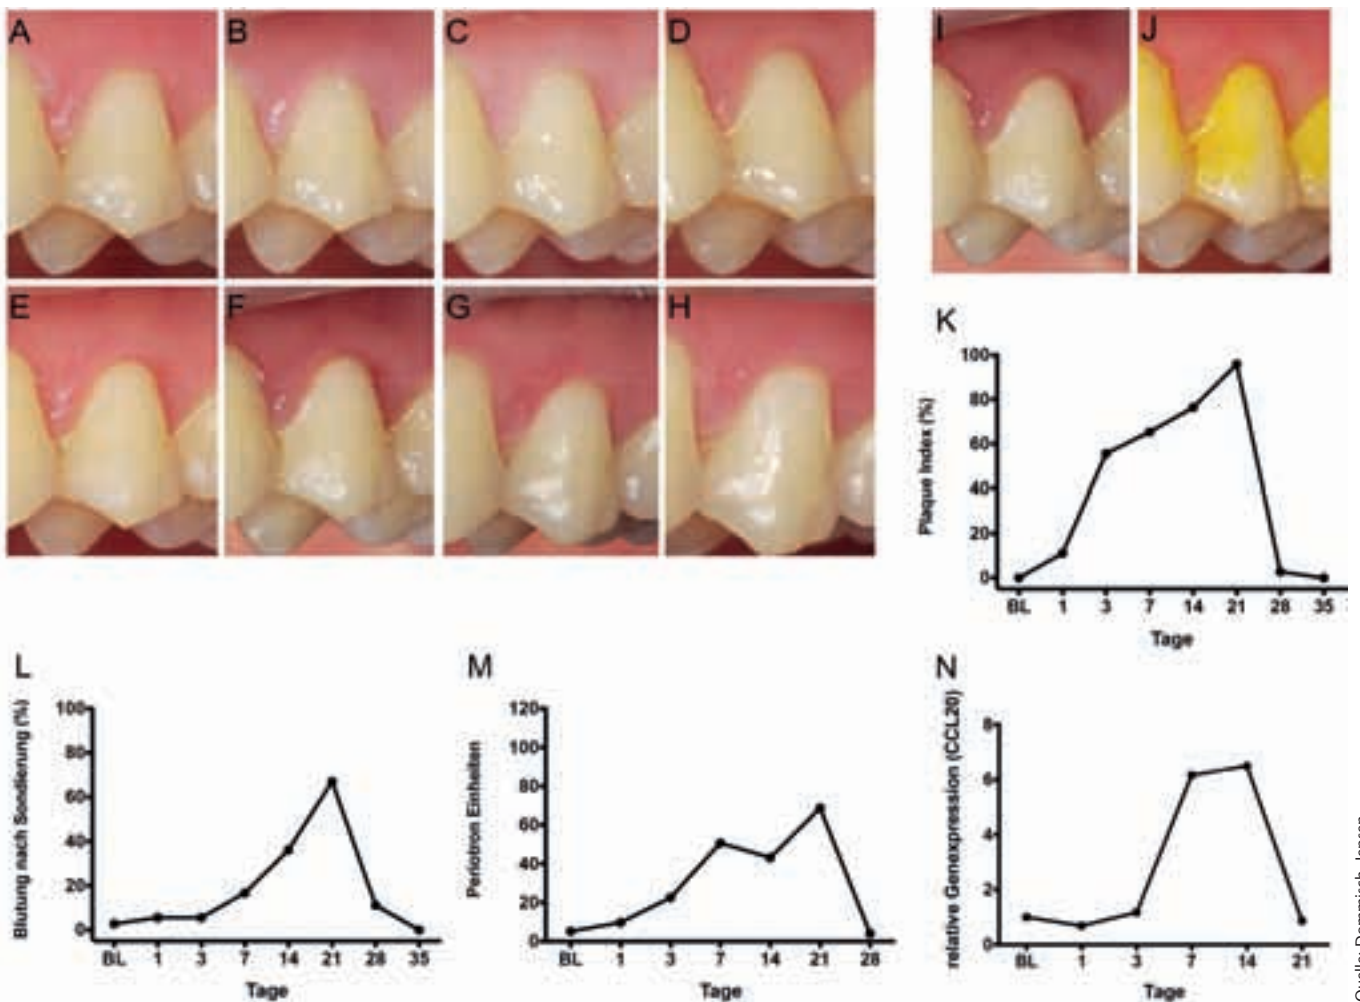 A
B
C
D
I
J
E
F
G
H
K
Plaque Index (%)
100
80
60
40
20
0
BL 1 3 7 14 21 28 35
Tage
L
Blutung nach Sondierung (%)
100
80
60
40
20
0
BL 1 3 7 14 21 28 35
Tage
M
Periotron Einheiten
120
100
80
60
40
20
0
BL 1 3 7 14 21 28
Tage
N
relative Genexpression (CCL20)
8
6
4
2
0
BL 1 3 7 14 21
Tage
Quelle: Dommisch, Jepsen